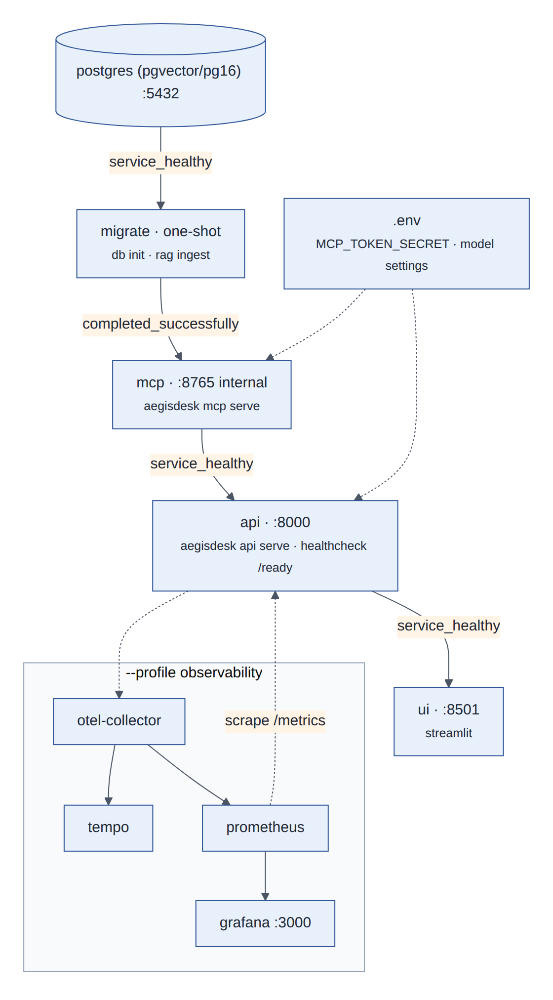 postgres (pgvector/pg16)
:5432
service_healthy
migrate · one-shot
db init · rag ingest
.env
MCP_TOKEN_SECRET · model
settings
completed_successfully
mcp · :8765 internal
aegisdesk mcp serve
service_healthy
api · :8000
aegisdesk api serve · healthcheck
/ready
service_healthy
--profile observability
otel-collector
scrape /metrics
ui · :8501
streamlit
tempo
prometheus
grafana :3000